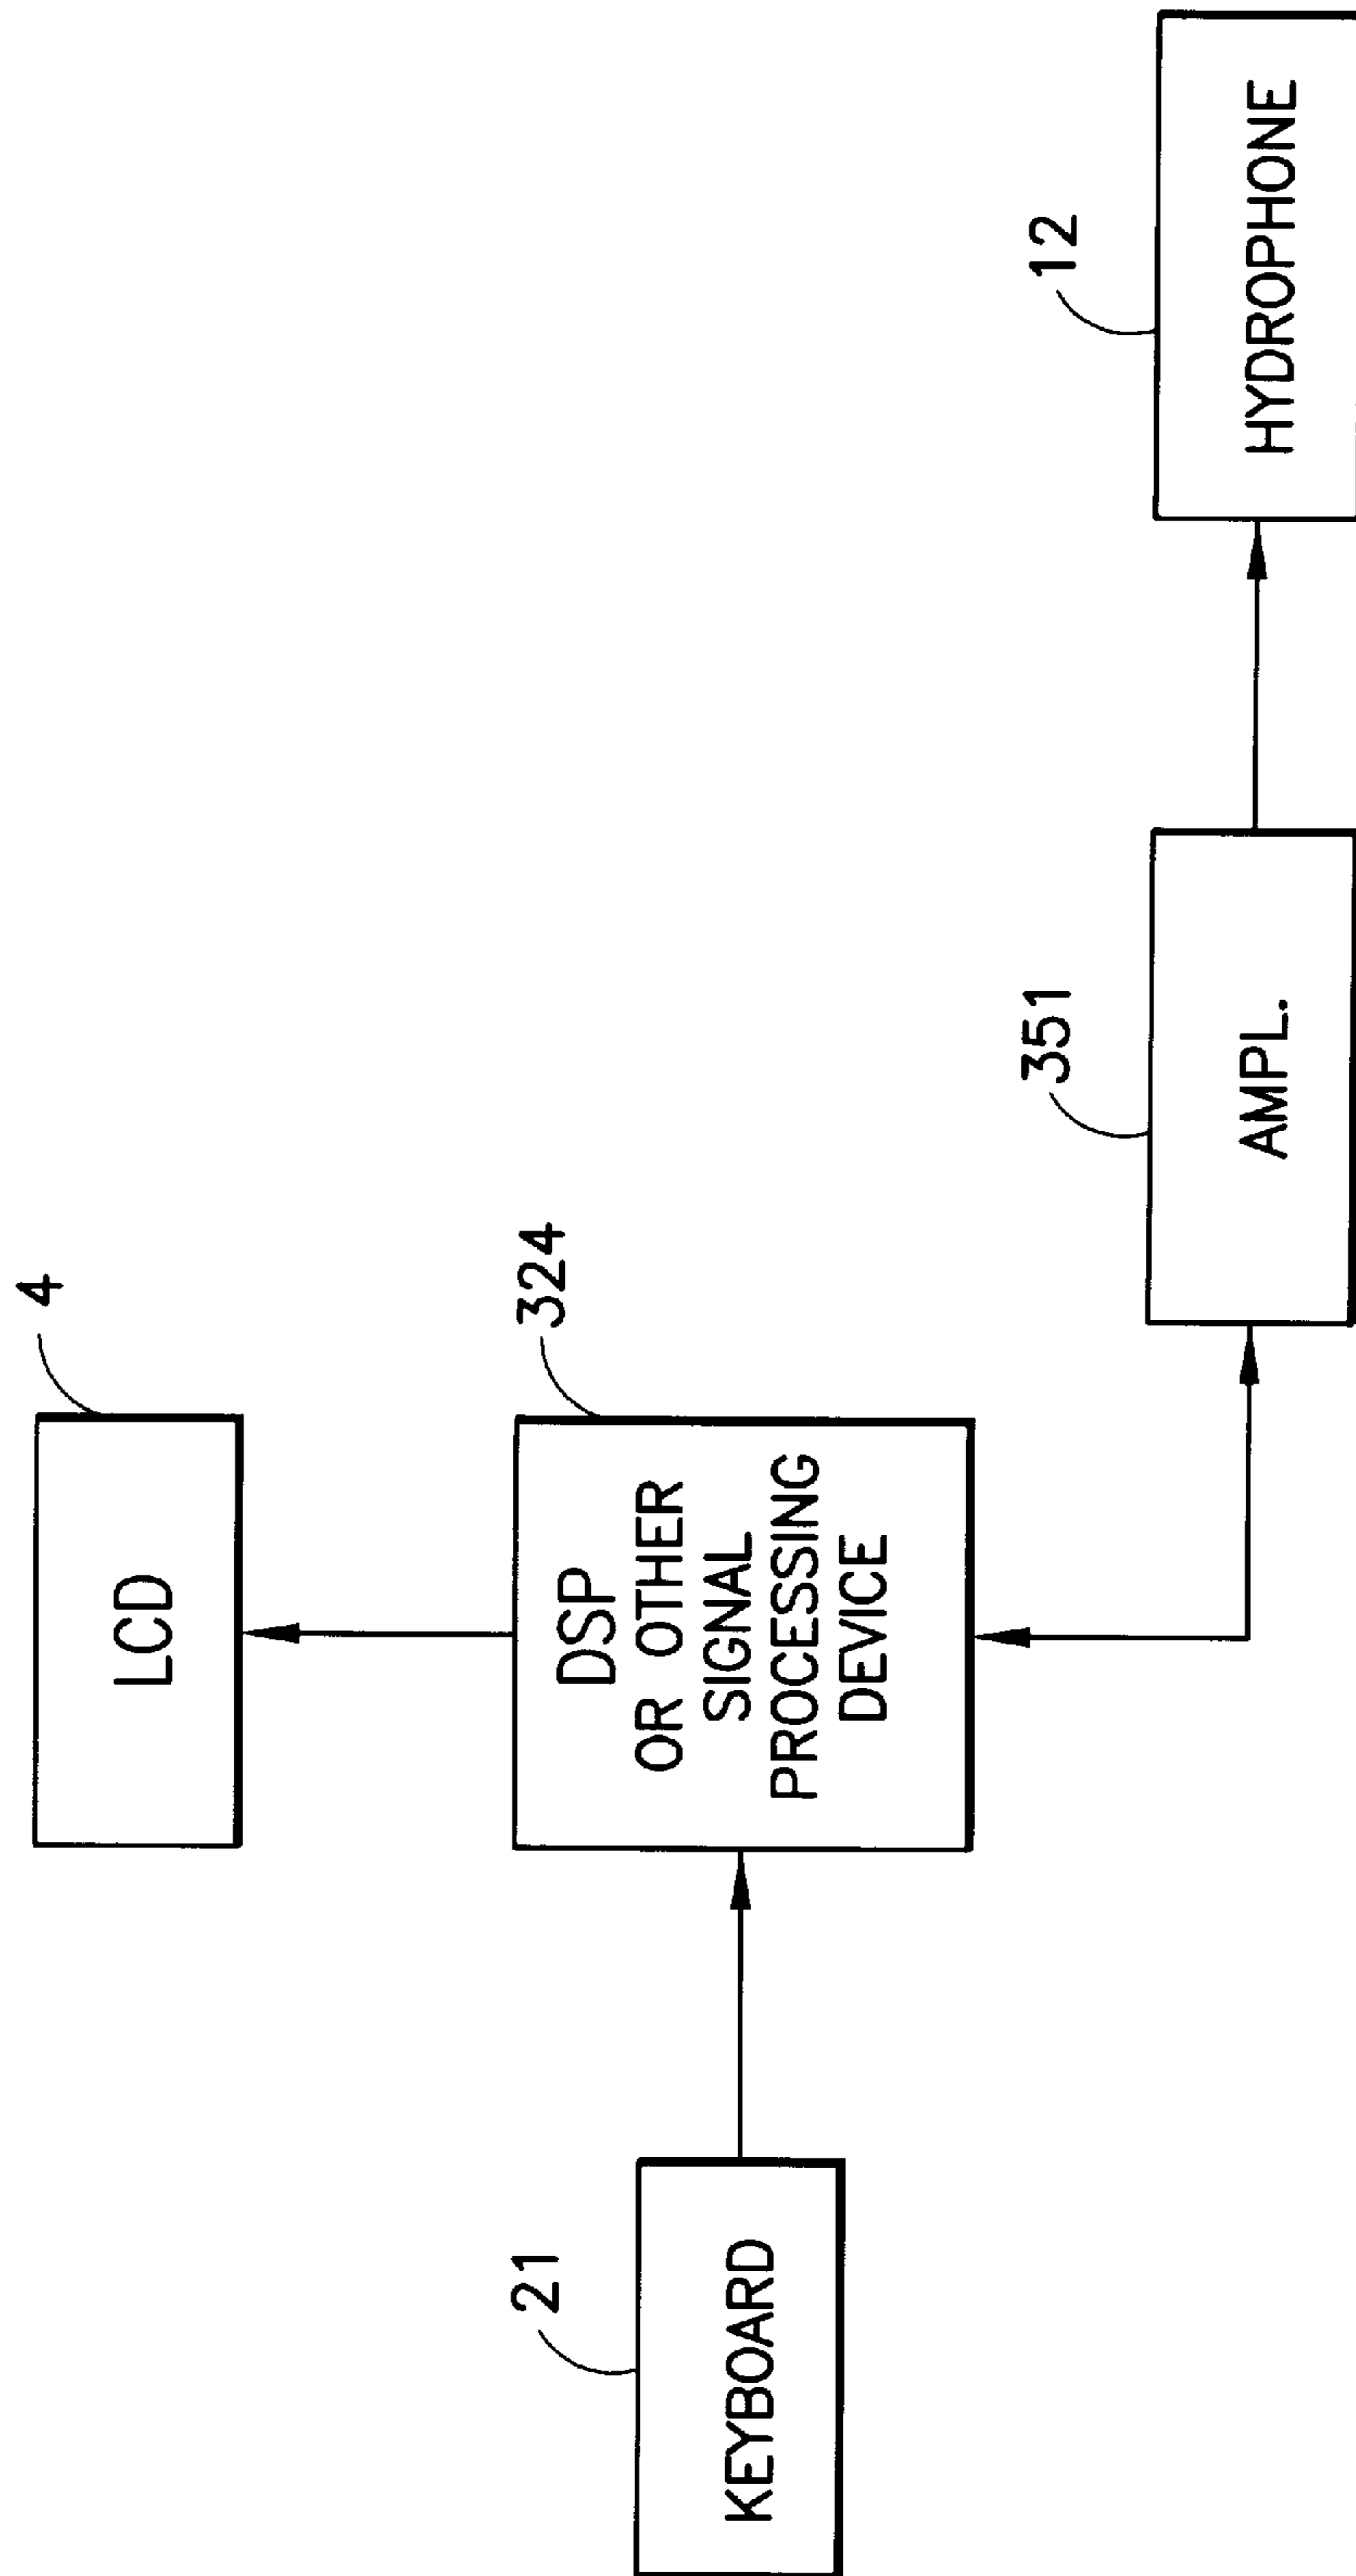 4
LCD
324
DSP
OR OTHER
SIGNAL
PROCESSING
DEVICE
21
KEYBOARD
351
AMPL.
12
HYDROPHONE